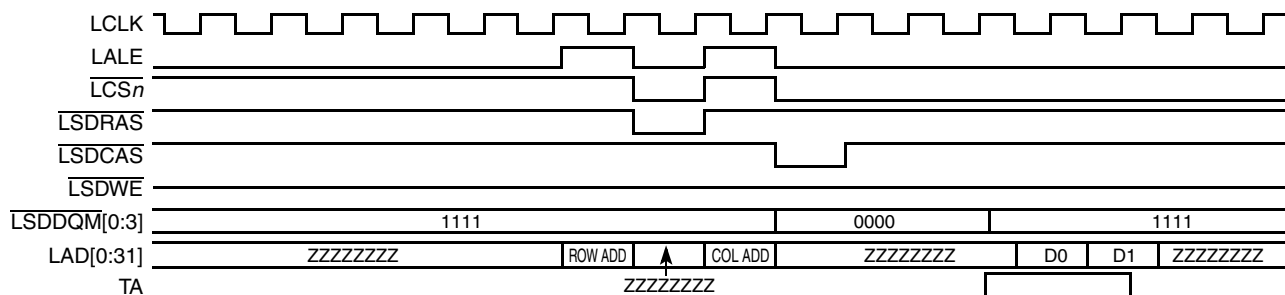 LCLK
LALE
LCSn
LSDRAS
LSDCAS
LSDWE
LSDDQM[0:3] 1111 0000 1111
LAD[0:31] ZZZZZZZZ ROW ADD COL ADD ZZZZZZZZ D0 D1 ZZZZZZZZ
TA ZZZZZZZZ